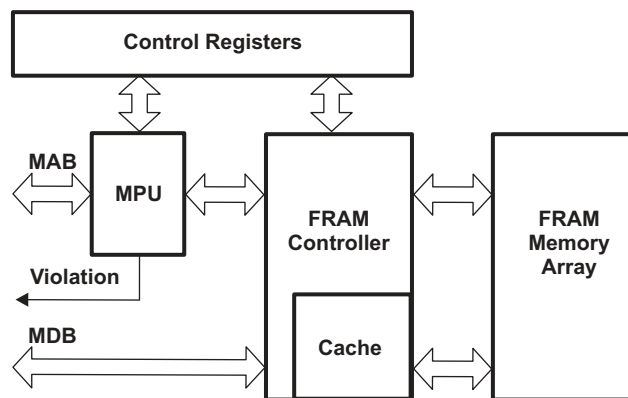 Control Registers
MAB
MPU
FRAM
Controller
FRAM
Memory
Array
Violation
MDB
Cache